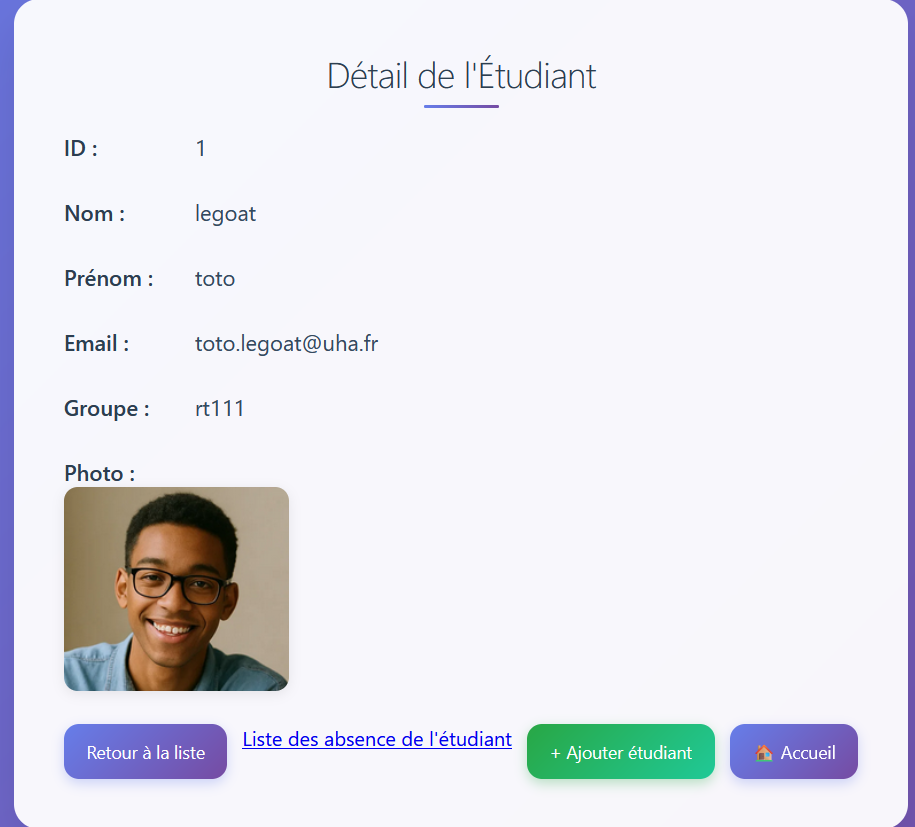 Détail de l'Étudiant
ID : 1
Nom : legoat
Prénom : toto
Email : toto.legoat@uha.fr
Groupe : rt111
Photo :
Retour à la liste Liste des absence de l'étudiant + Ajouter étudiant 🏠 Accueil